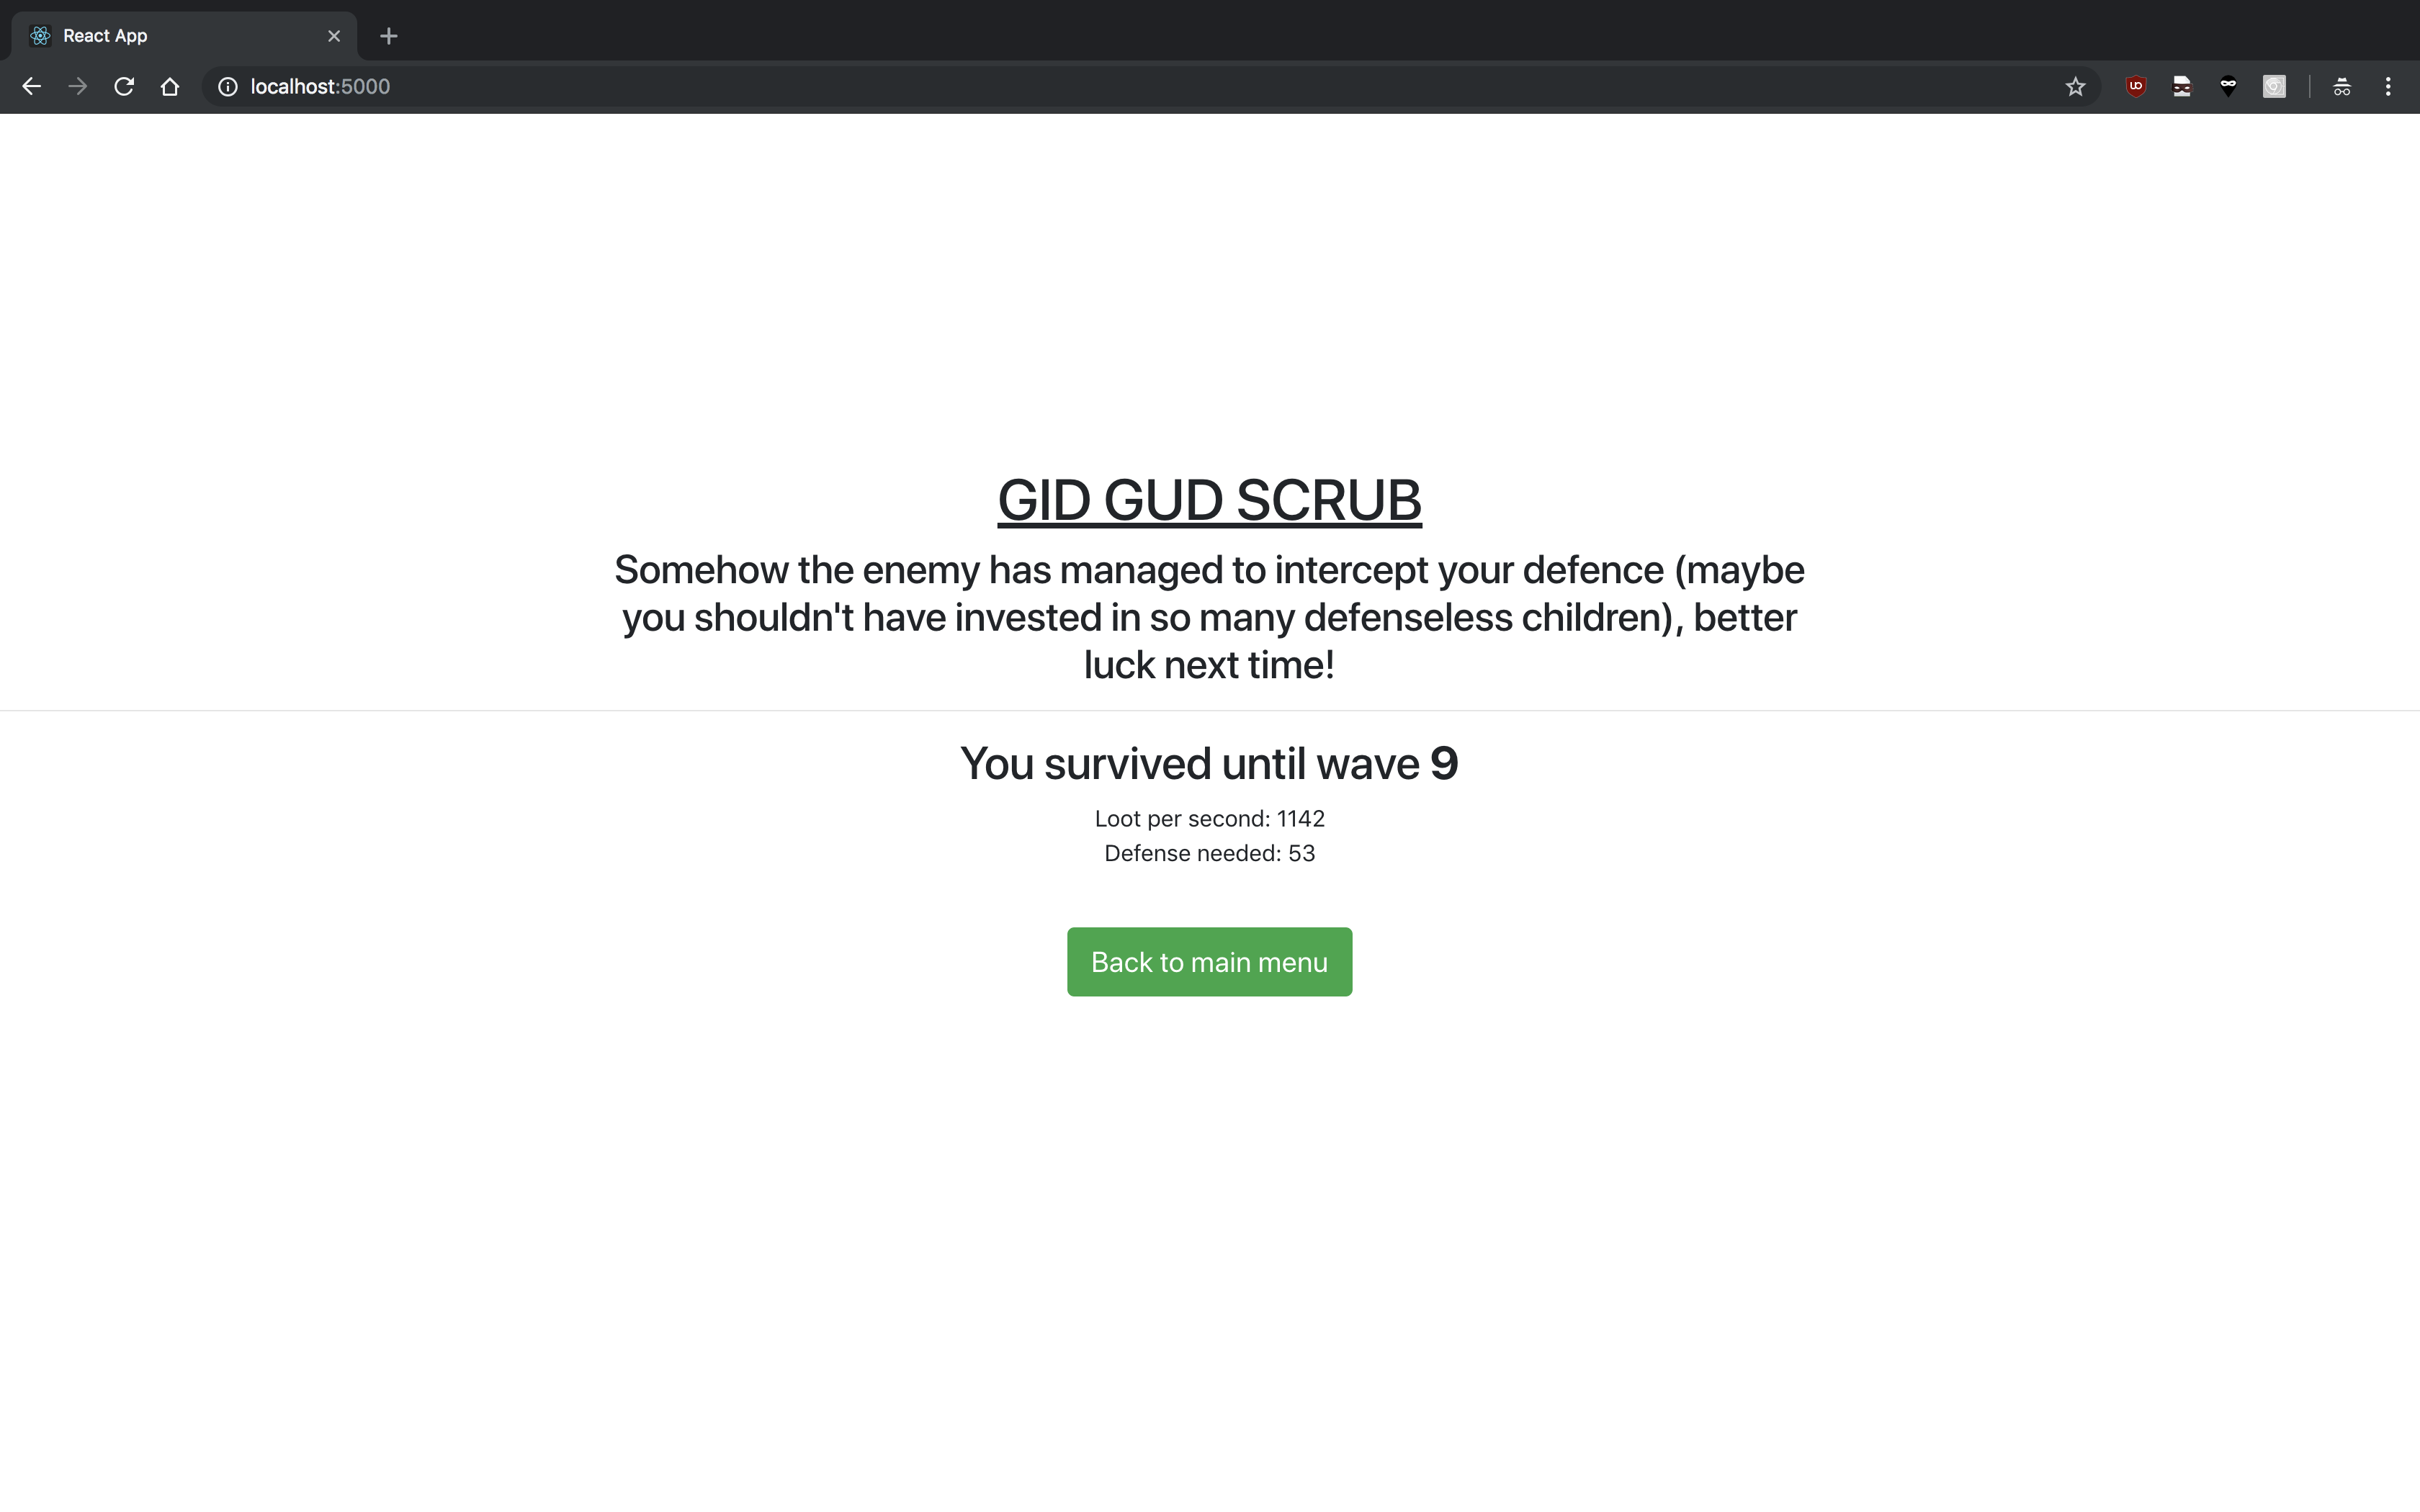 React App
localhost:5000
GID GUD SCRUB
Somehow the enemy has managed to intercept your defence (maybe
you shouldn't have invested in so many defenseless children), better
luck next time!
You survived until wave 9
Loot per second: 1142
Defense needed: 53
Back to main menu